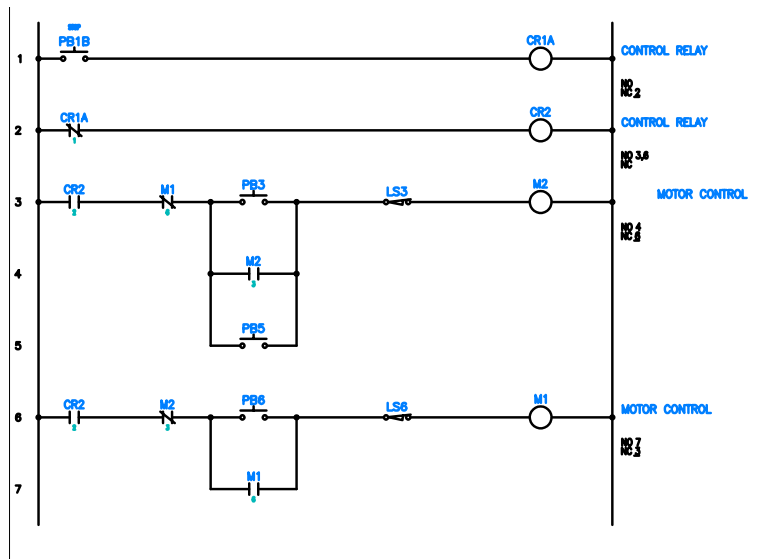 PB1B
CR1A
CONTROL RELAY
1
NO
NC 2
CR1A
CR2
CONTROL RELAY
2
1
NO 3,6
NC
CR2
M1
PB3
LS3
M2
MOTOR CONTROL
3
2
6
NO 4
NC 6
M2
4
3
PB5
5
CR2
M2
PB6
LS6
M1
MOTOR CONTROL
6
2
3
NO 7
NC 3
M1
7
6